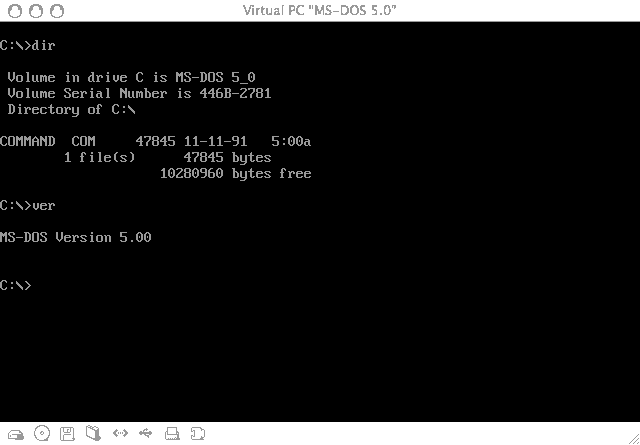 Virtual PC "MS-DOS 5.0"
C:\>dir
Volume in drive C is MS-DOS 5_0
Volume Serial Number is 446B-2781
Directory of C:\
COMMAND  COM     47845 11-11-91   5:00a
1 file(s)      47845 bytes
10280960 bytes free
C:\>ver
MS-DOS Version 5.00
C:\>